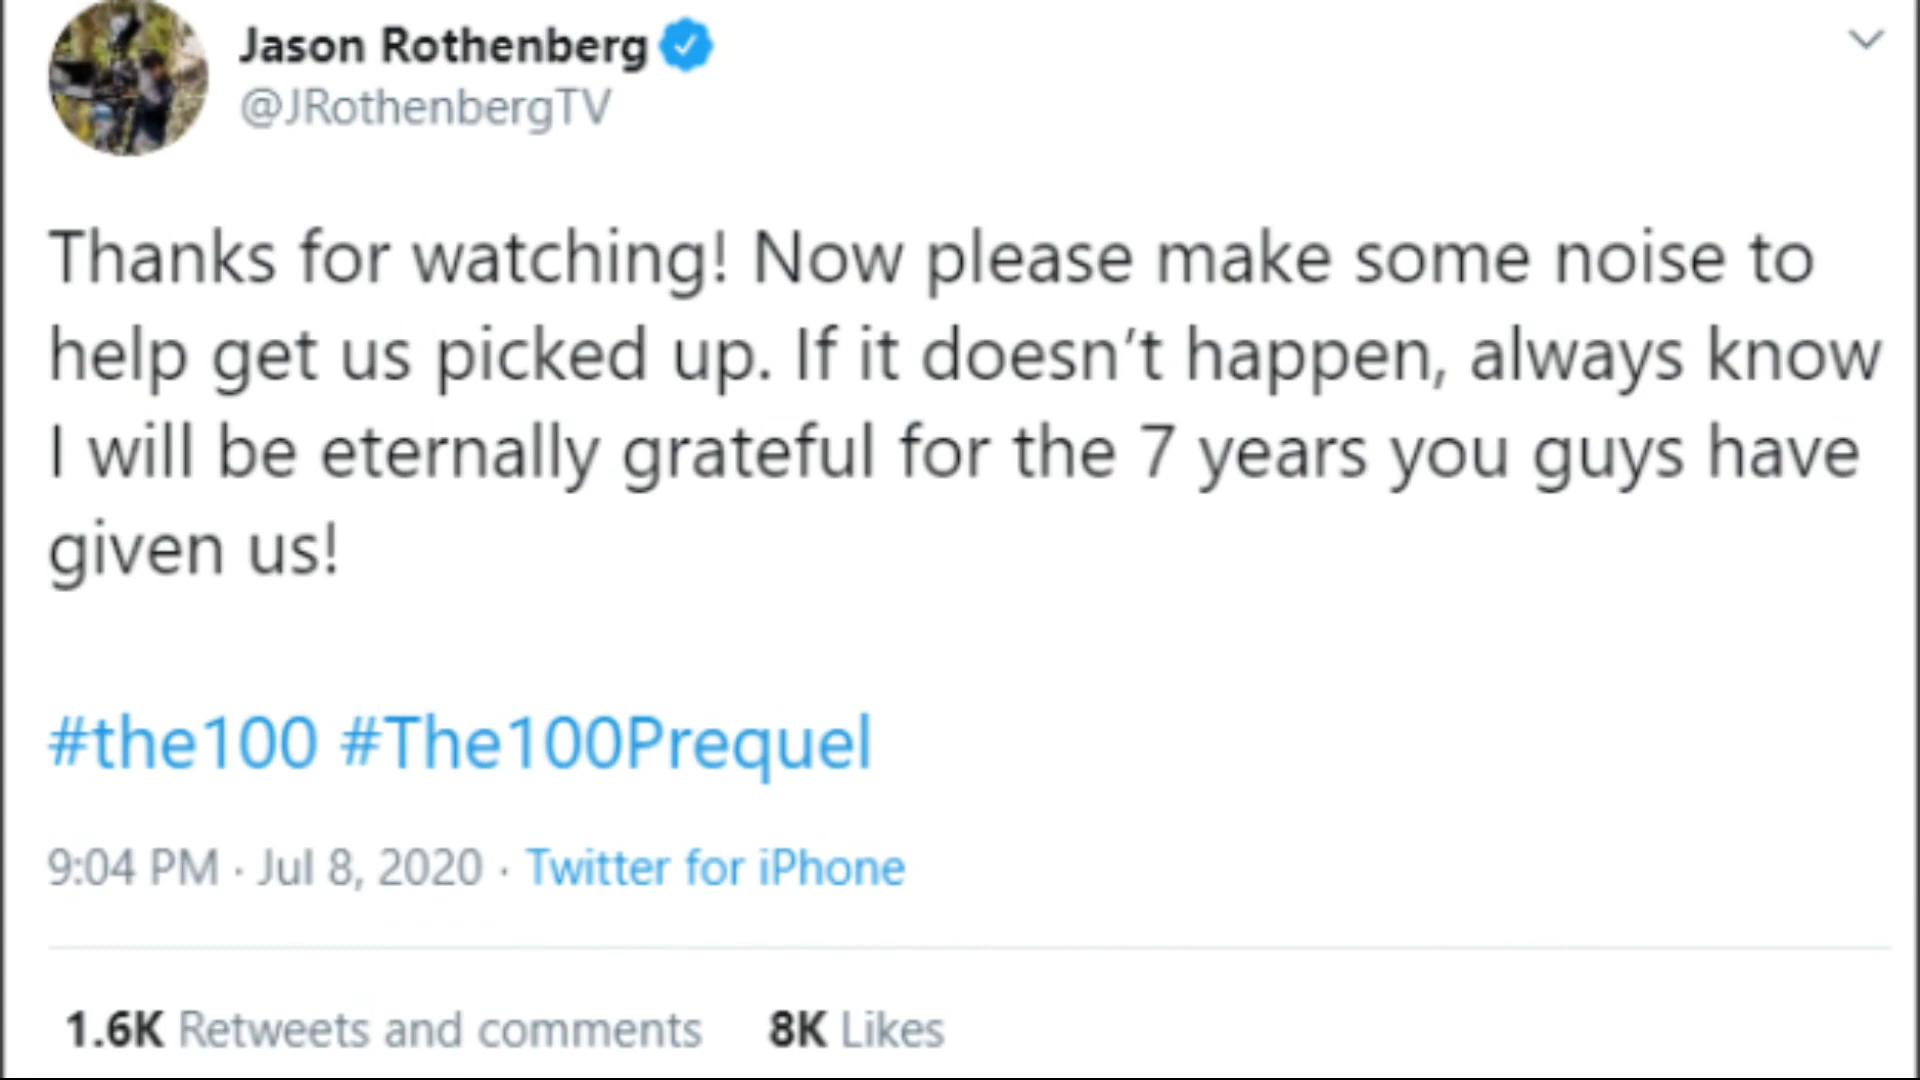 Jason Rothenberg
@JRothenbergTV
Thanks for watching! Now please make some noise to
help get us picked up. If it doesn’t happen, always know
I will be eternally grateful for the 7 years you guys have
given us!
#the100 #The100Prequel
9:04 PM · Jul 8, 2020 · Twitter for iPhone
1.6K Retweets and comments 8K Likes